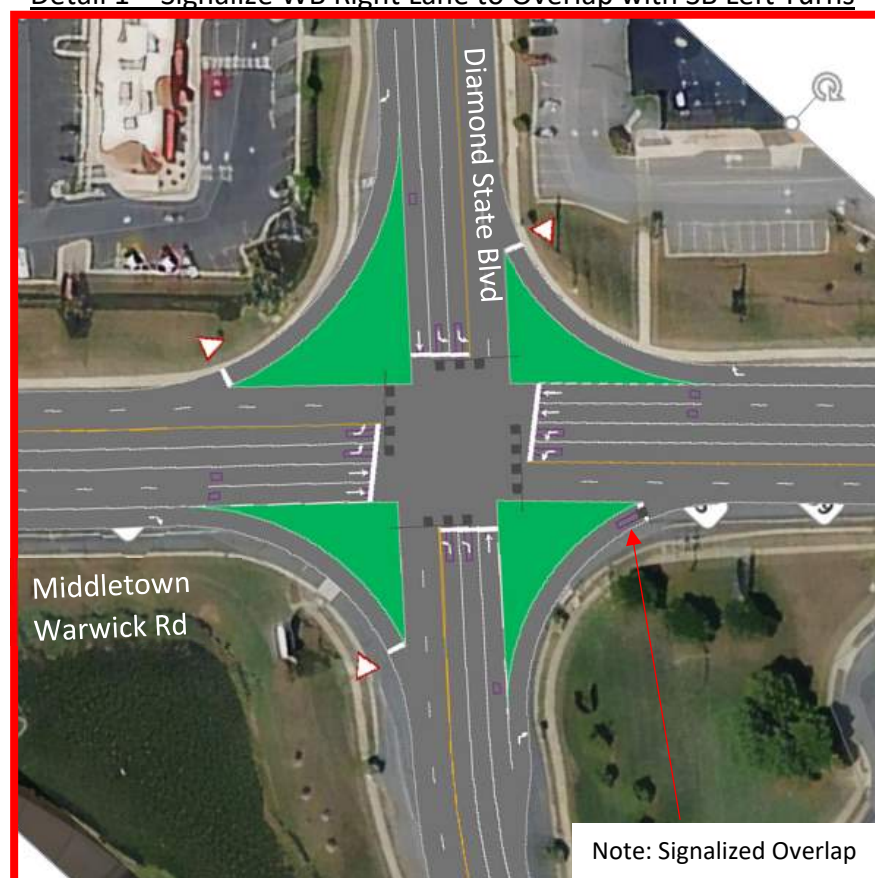 Detail 1 – Signalize WB Right Lane to Overlap with SB Left Turns
Diamond State Blvd
Middletown
Warwick Rd
Note: Signalized Overlap